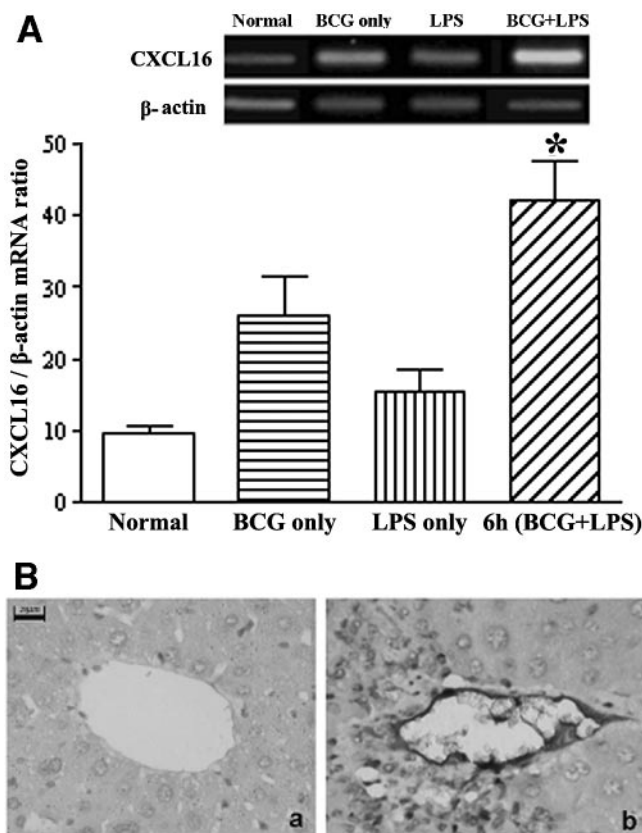 A
Normal BCG only LPS BCG+LPS
CXCL16
β- actin
CXCL16 / β-actin mRNA ratio
50
40
30
20
10
0
*
Normal BCG only LPS only 6h (BCG+LPS)
B
a b